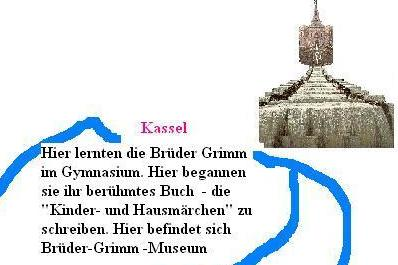 Kassel
Hier lernten die Brüder Grimm
im Gymnasium. Hier begannen
sie ihr berühmtes Buch - die
"Kinder- und Hausmärchen" zu
schreiben. Hier befindet sich
Brüder-Grimm -Museum